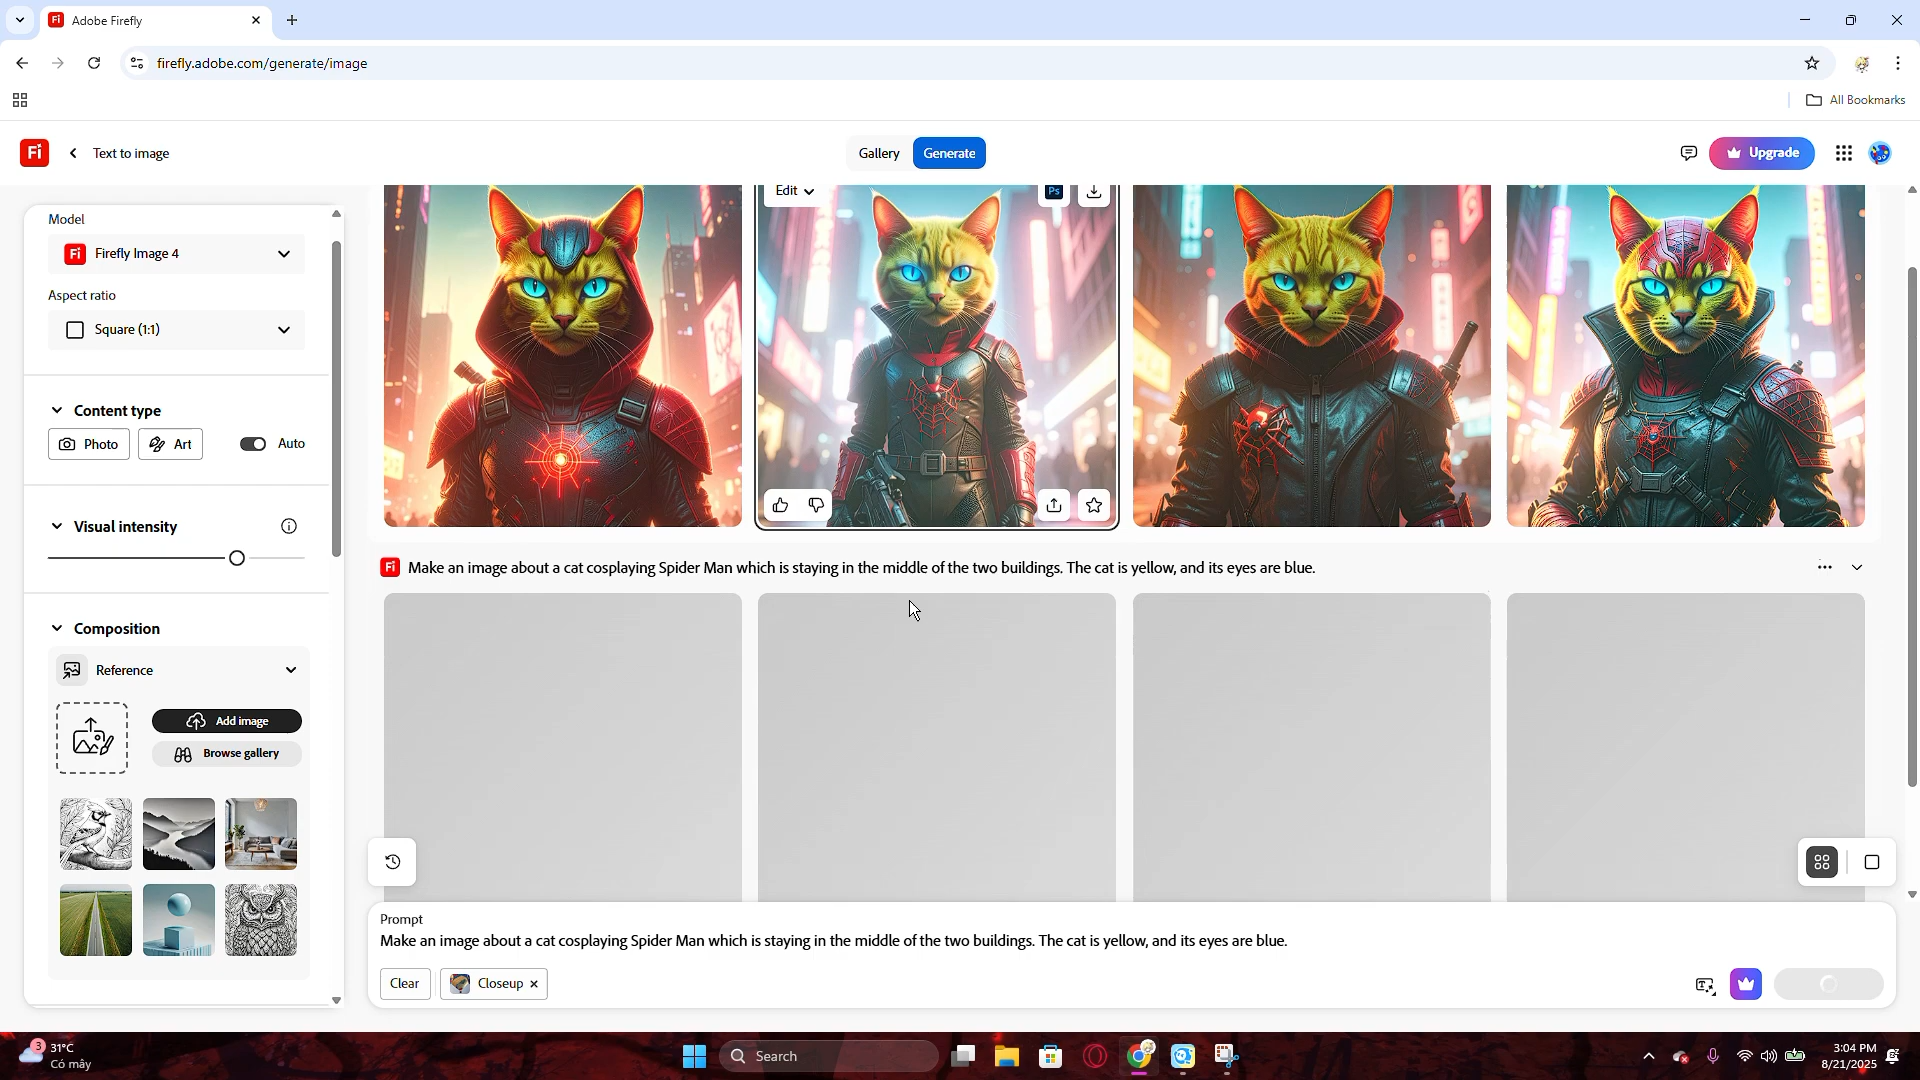 Adobe Firefly
firefly.adobe.com/generate/image
All Bookmarks
Fi
Text to image
Gallery
Generate
Upgrade
Model
Fi
Firefly Image 4
Aspect ratio
Square (1:1)
Content type
Photo
Art
Auto
Visual intensity
Composition
Reference
Add image
Browse gallery
Edit
Ps
Fi
Make an image about a cat cosplaying Spider Man which is staying in the middle of the two buildings. The cat is yellow, and its eyes are blue.
Prompt
Make an image about a cat cosplaying Spider Man which is staying in the middle of the two buildings. The cat is yellow, and its eyes are blue.
Clear
Closeup
3
31°C
Có mây
Search
3:04 PM
8/21/2025